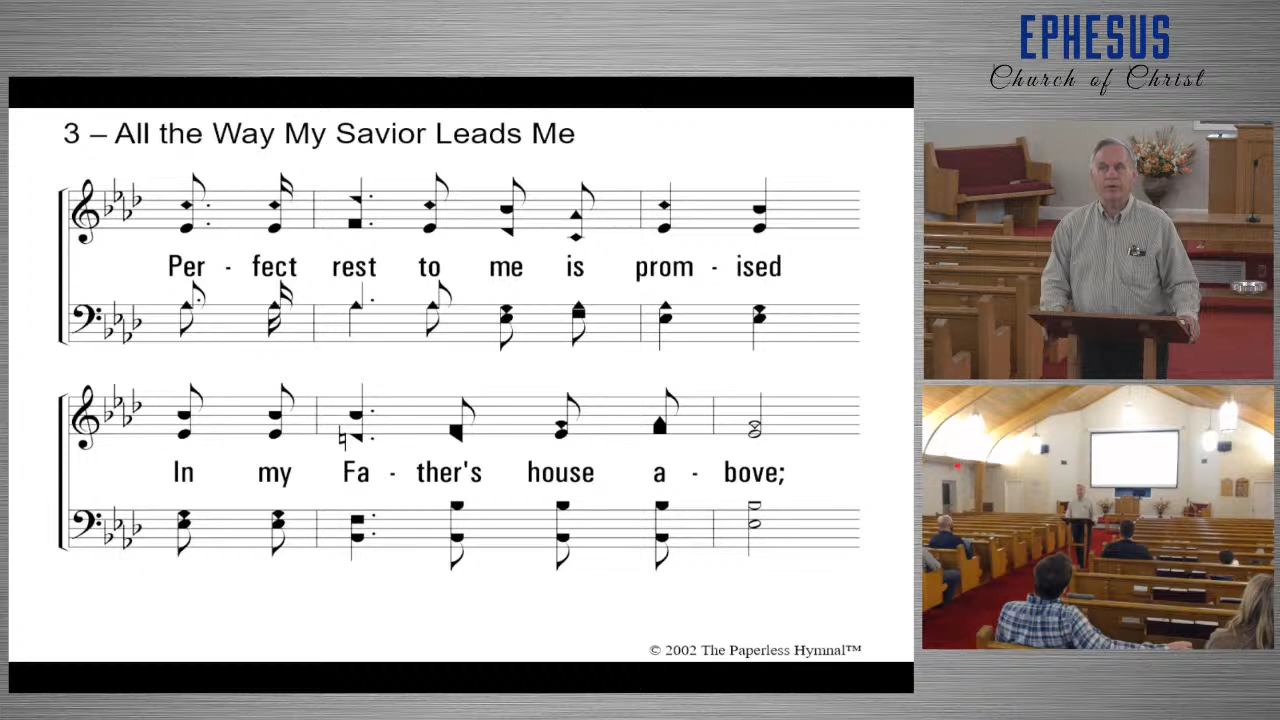 EPHESUS
Church of Christ
3 – All the Way My Savior Leads Me
Per - fect rest to me is prom - ised
In my Fa - ther's house a - bove;
© 2002 The Paperless Hymnal™